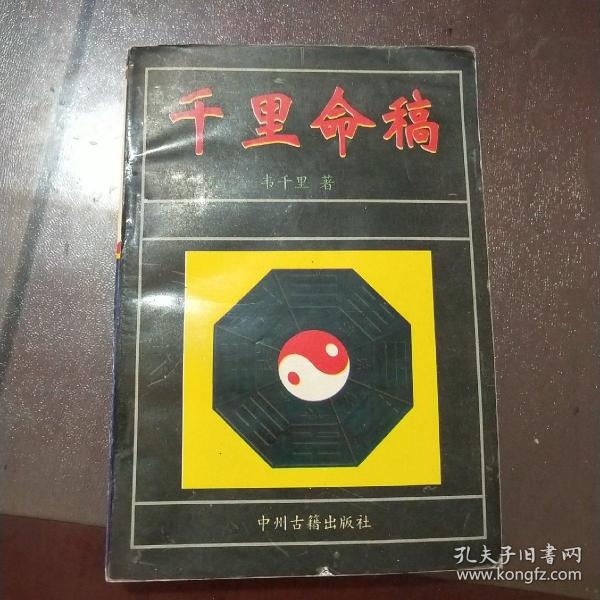 千里命稿
韦千里 著
中州古籍出版社
孔夫子旧书网
www.kongfz.com